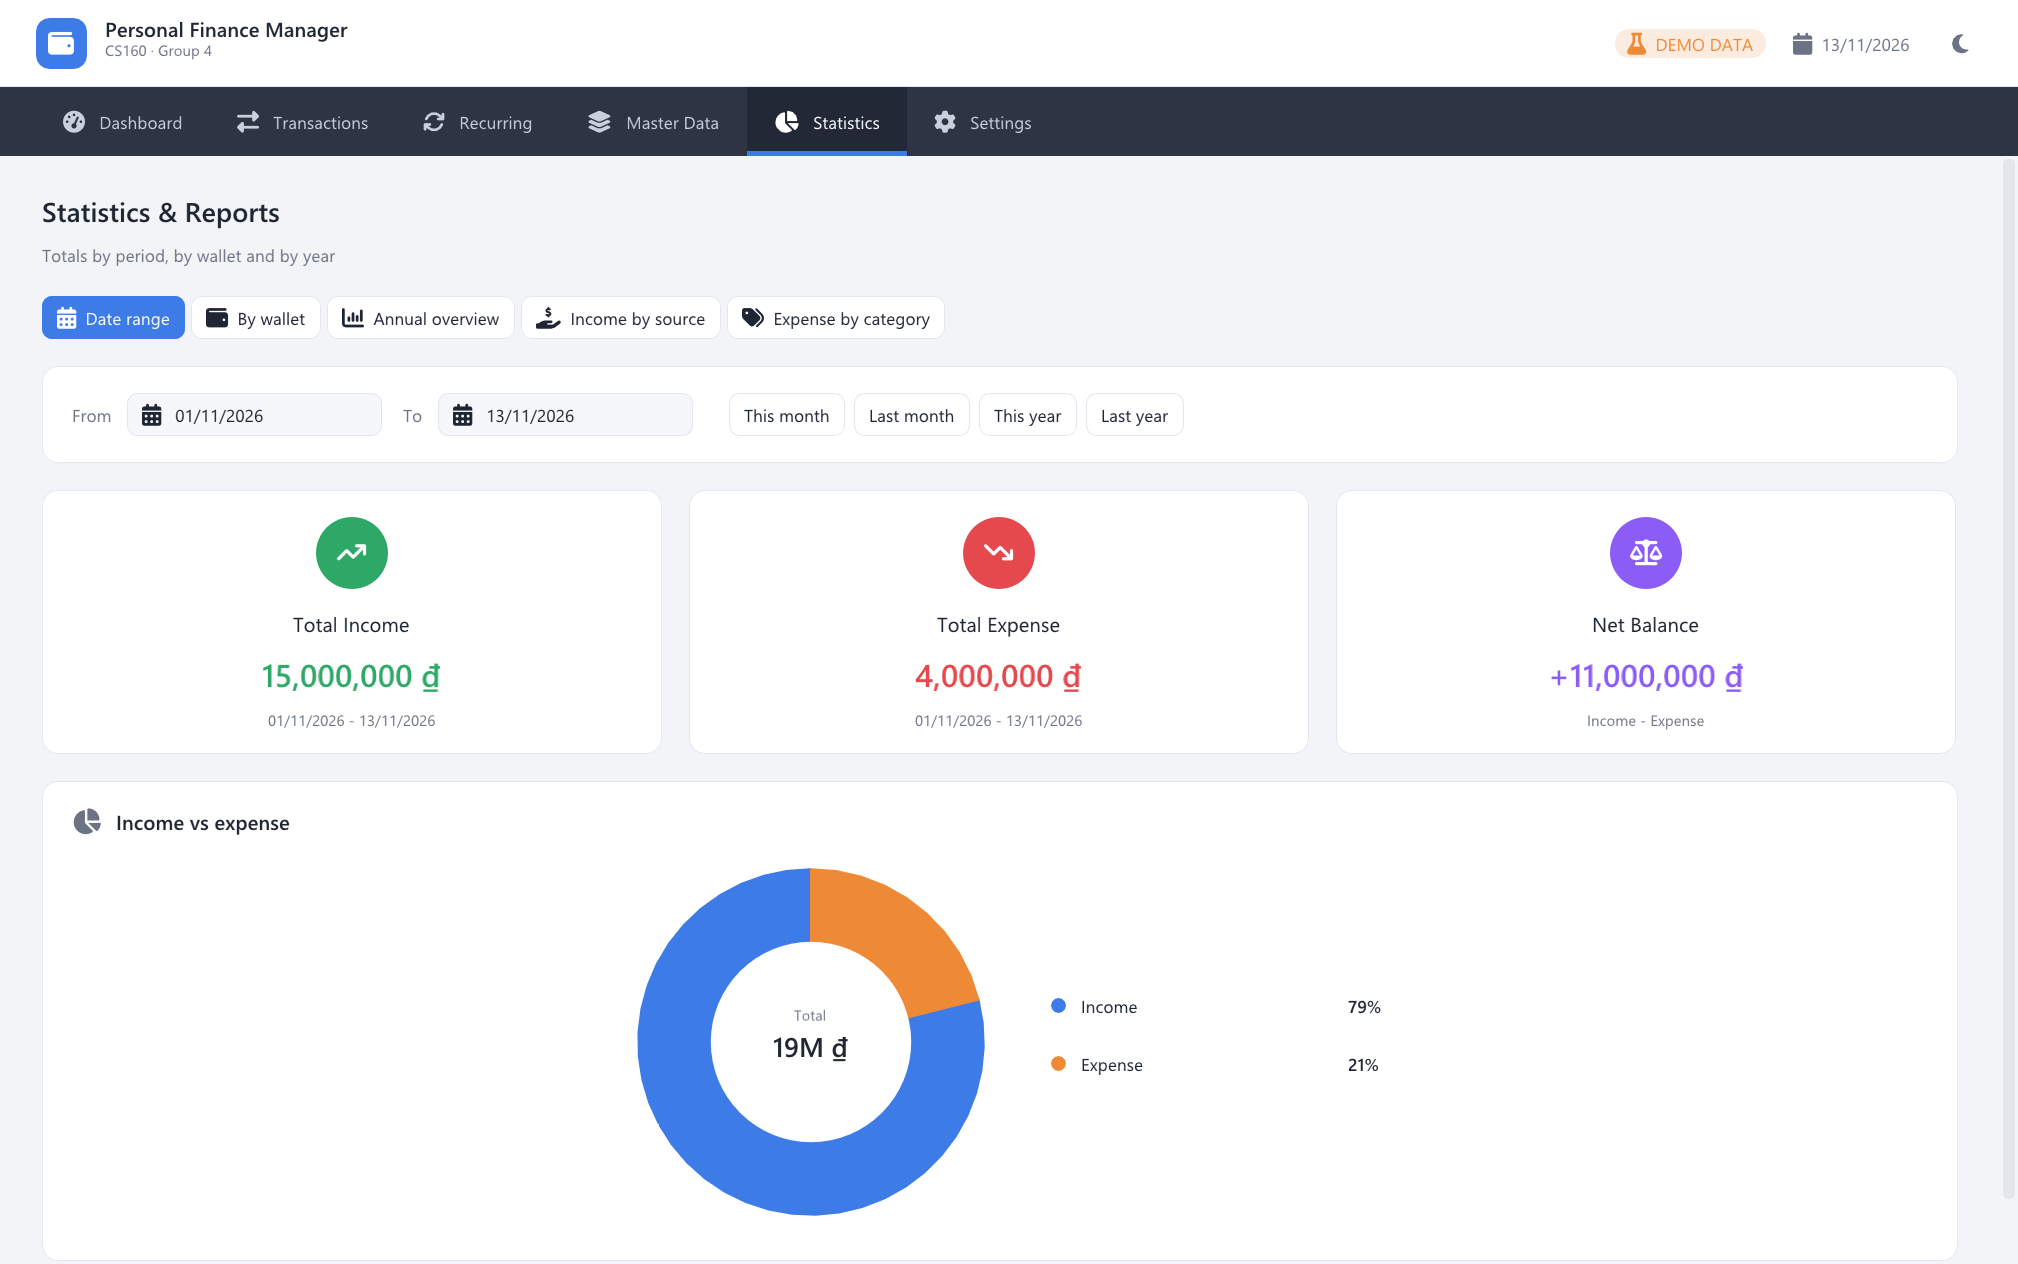 Personal Finance Manager
CS160 · Group 4
DEMO DATA
13/11/2026
Dashboard
Transactions
Recurring
Master Data
Statistics
Settings
Statistics & Reports
Totals by period, by wallet and by year
Date range
By wallet
Annual overview
Income by source
Expense by category
From
01/11/2026
To
13/11/2026
This month
Last month
This year
Last year
Total Income
15,000,000 ₫
01/11/2026 - 13/11/2026
Total Expense
4,000,000 ₫
01/11/2026 - 13/11/2026
Net Balance
+11,000,000 ₫
Income - Expense
Income vs expense
Total
19M ₫
Income 79%
Expense 21%